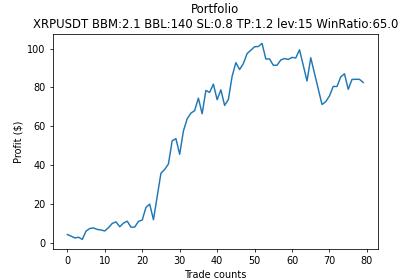 Portfolio
XRPUSDT BBM:2.1 BBL:140 SL:0.8 TP:1.2 lev:15 WinRatio:65.0
100
80
60
40
20
0
Profit ($)
0 10 20 30 40 50 60 70 80
Trade counts